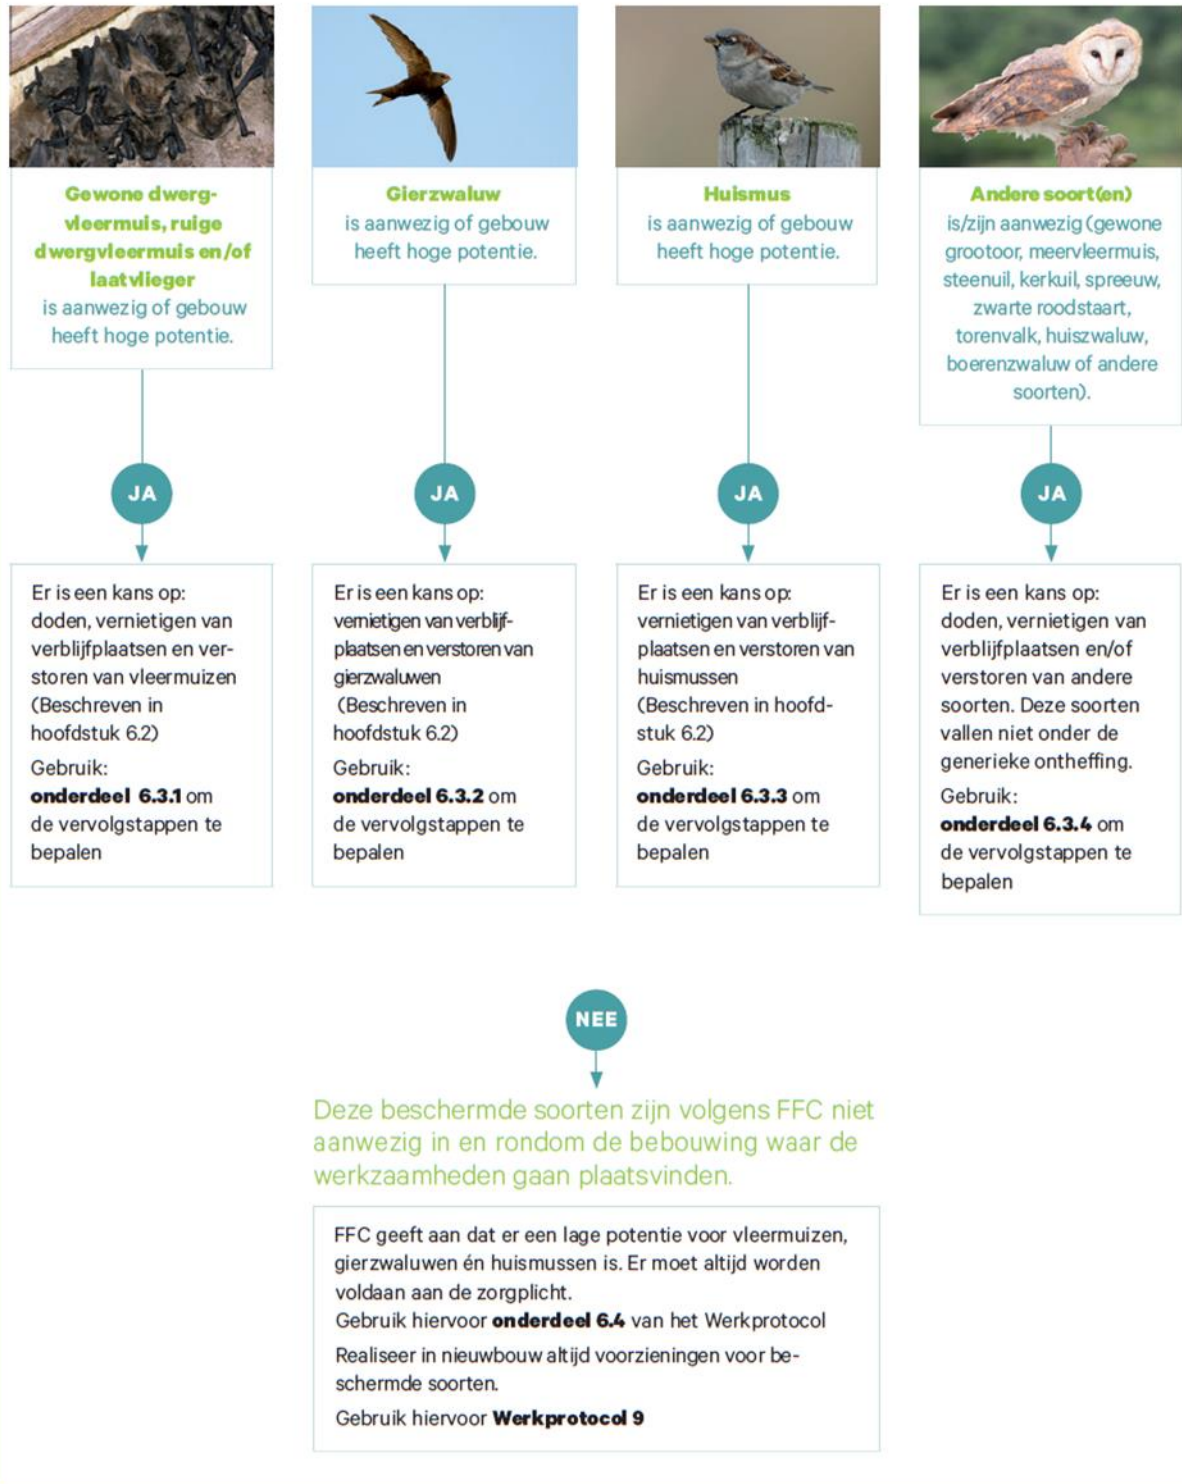 Gewone dwerg-
vleermuis, ruige
dwergvleermuis en/of
laatvlieger
is aanwezig of gebouw
heeft hoge potentie.
JA
Er is een kans op:
doden, vernietigen van
verblijfplaatsen en ver-
storen van vleermuizen
(Beschreven in
hoofdstuk 6.2)
Gebruik:
onderdeel 6.3.1 om
de vervolgstappen te
bepalen
Gierzwaluw
is aanwezig of gebouw
heeft hoge potentie.
JA
Er is een kans op:
vernietigen van verblijf-
plaatsen en verstoren van
gierzwaluwen
(Beschreven in
hoofdstuk 6.2)
Gebruik:
onderdeel 6.3.2 om
de vervolgstappen te
bepalen
Huismus
is aanwezig of gebouw
heeft hoge potentie.
JA
Er is een kans op:
vernietigen van verblijf-
plaatsen en verstoren van
huismussen
(Beschreven in hoofd-
stuk 6.2)
Gebruik:
onderdeel 6.3.3 om
de vervolgstappen te
bepalen
Andere soort(en)
is/zijn aanwezig (gewone
grootoor, meervleermuis,
steenuil, kerkuil, spreeuw,
zwarte roodstaart,
torenvalk, huiszwaluw,
boerenzwaluw of andere
soorten).
JA
Er is een kans op:
doden, vernietigen van
verblijfplaatsen en/of
verstoren van andere
soorten. Deze soorten
vallen niet onder de
generieke ontheffing.
Gebruik:
onderdeel 6.3.4 om
de vervolgstappen te
bepalen
NEE
Deze beschermde soorten zijn volgens FFC niet
aanwezig in en rondom de bebouwing waar de
werkzaamheden gaan plaatsvinden.
FFC geeft aan dat er een lage potentie voor vleermuizen,
gierzwaluwen én huismussen is. Er moet altijd worden
voldaan aan de zorgplicht.
Gebruik hiervoor onderdeel 6.4 van het Werkprotocol
Realiseer in nieuwbouw altijd voorzieningen voor be-
schermde soorten.
Gebruik hiervoor Werkprotocol 9